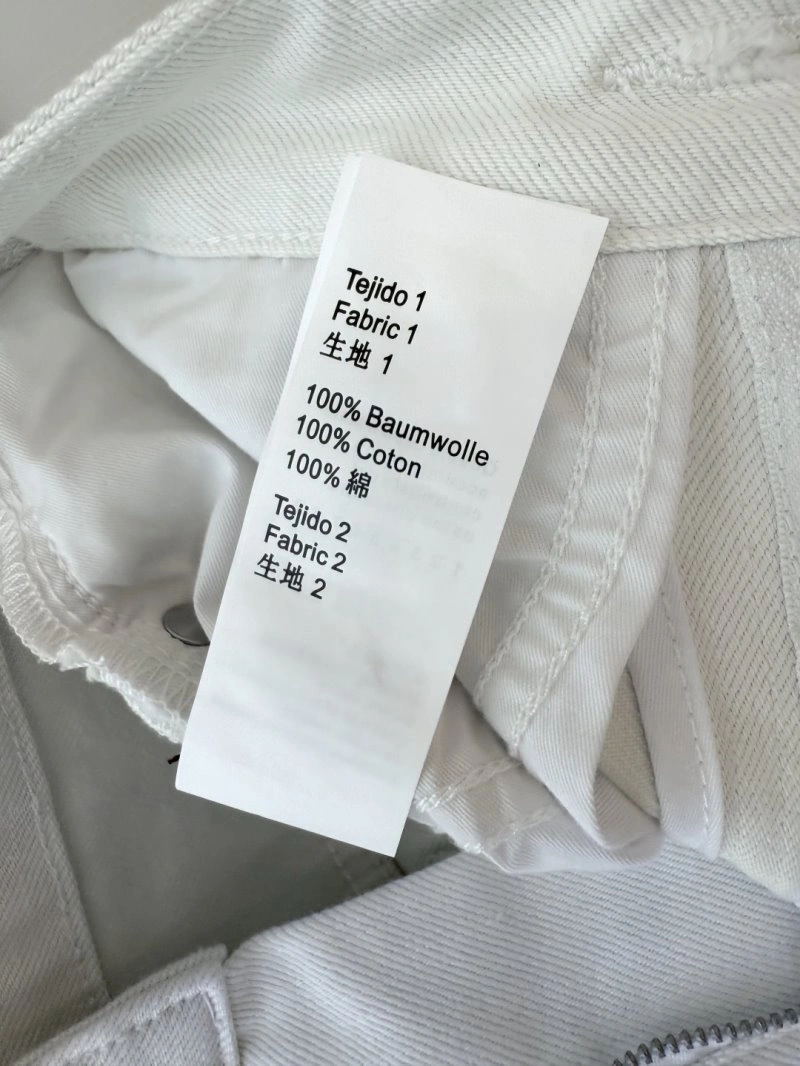 Tejido 1
Fabric 1
生地 1
100% Baumwolle
100% Coton
100% 綿
Tejido 2
Fabric 2
生地 2